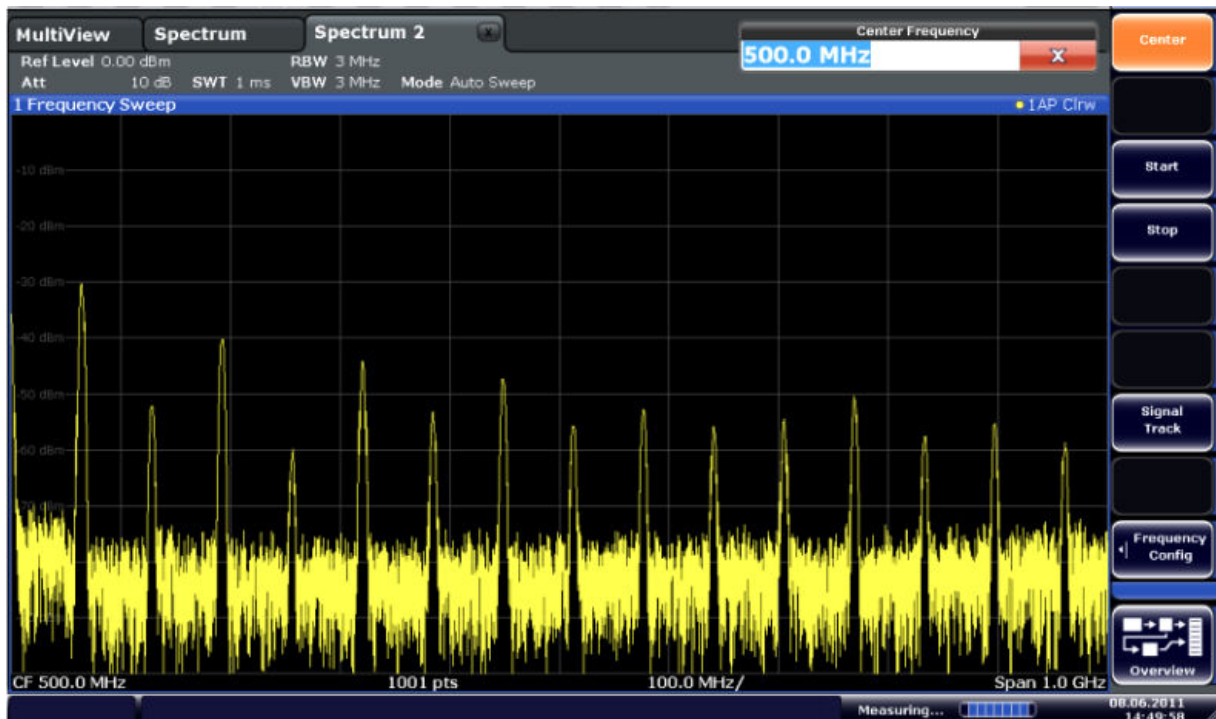 MultiView Spectrum Spectrum 2 X
Center Frequency
500.0 MHz X
Ref Level 0.00 dBm RBW 3 MHz
Att 10 dB SWT 1 ms VBW 3 MHz Mode Auto Sweep
1 Frequency Sweep 1AP Clrw
-10 dBm
-20 dBm
-30 dBm
-40 dBm
-50 dBm
-60 dBm
-70 dBm
CF 500.0 MHz 1001 pts 100.0 MHz/ Span 1.0 GHz
Measuring...
08.06.2011
14:49:58
Center
Start
Stop
Signal
Track
Frequency
Config
Overview